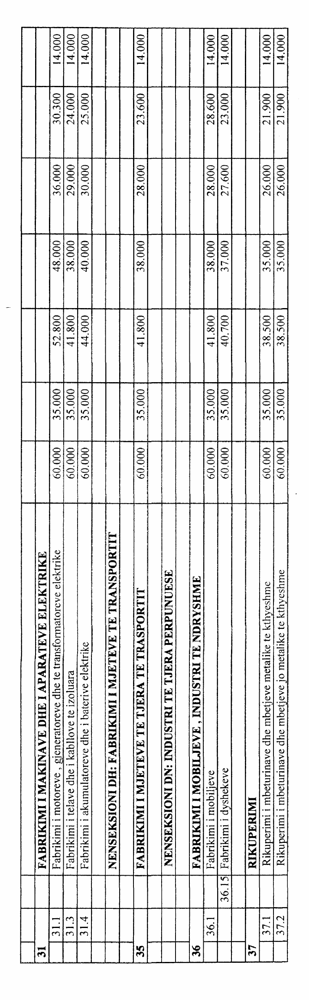 31 FABRIKIMI I MAKINAVE DHE I APARATEVE ELEKTRIKE
31.1 Fabrikimi i motoreve , gjeneratoreve dhe te transformatoreve elektrike 60.000 35.000 52.800 48.000 36.000 30.300 14.000
31.3 Fabrikimi i telave dhe i kabllove te izoluara 60.000 35.000 41.800 38.000 29.000 24.000 14.000
31.4 Fabrikimi i akumulatoreve dhe i baterive elektrike 60.000 35.000 44.000 40.000 30.000 25.000 14.000
NENSEKSIONI DH: FABRIKIMI I MJETEVE TE TRANSPORTIT
35 FABRIKIMI I MJETEVE TE TJERA TE TRASPORTIT 60.000 35.000 41.800 38.000 28.000 23.600 14.000
NENSEKSIONI DN: INDUSTRI TE TJERA PERPUNUESE
36 FABRIKIMI I MOBILJEVE , INDUSTRI TE NDRYSHME
36.1 Fabrikimi i mobiljeve 60.000 35.000 41.800 38.000 28.000 28.600 14.000
36.15 Fabrikimi i dyshekeve 60.000 35.000 40.700 37.000 27.600 23.000 14.000
37 RIKUPERIMI
37.1 Rikuperimi i mbeturinave dhe mbetjeve metalike te kthyeshme 60.000 35.000 38.500 35.000 26.000 21.900 14.000
37.2 Rikuperimi i mbeturinave dhe mbetjeve jo metalike te kthyeshme 60.000 35.000 38.500 35.000 26.000 21.900 14.000